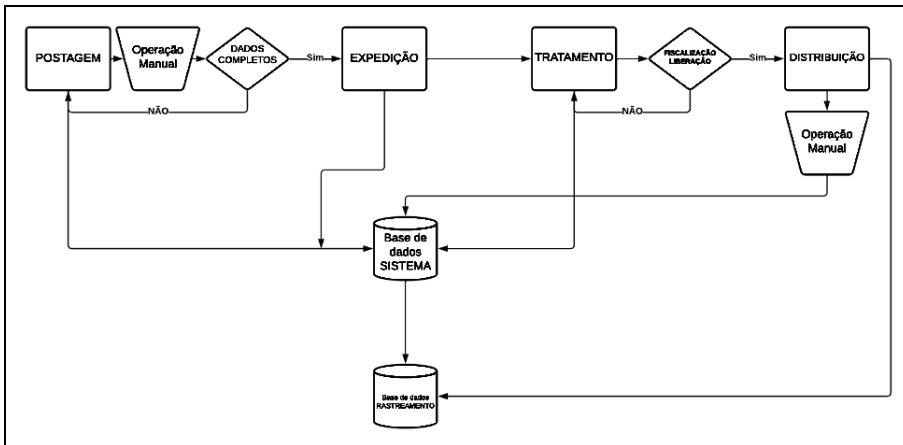 POSTAGEM
Operação
Manual
DADOS
COMPLETOS
Sim
EXPEDIÇÃO
TRATAMENTO
FISCALIZAÇÃO
LIBERAÇÃO
Sim
DISTRIBUIÇÃO
NÃO
NÃO
Operação
Manual
Base de
dados
SISTEMA
Base de dados
RASTREAMENTO